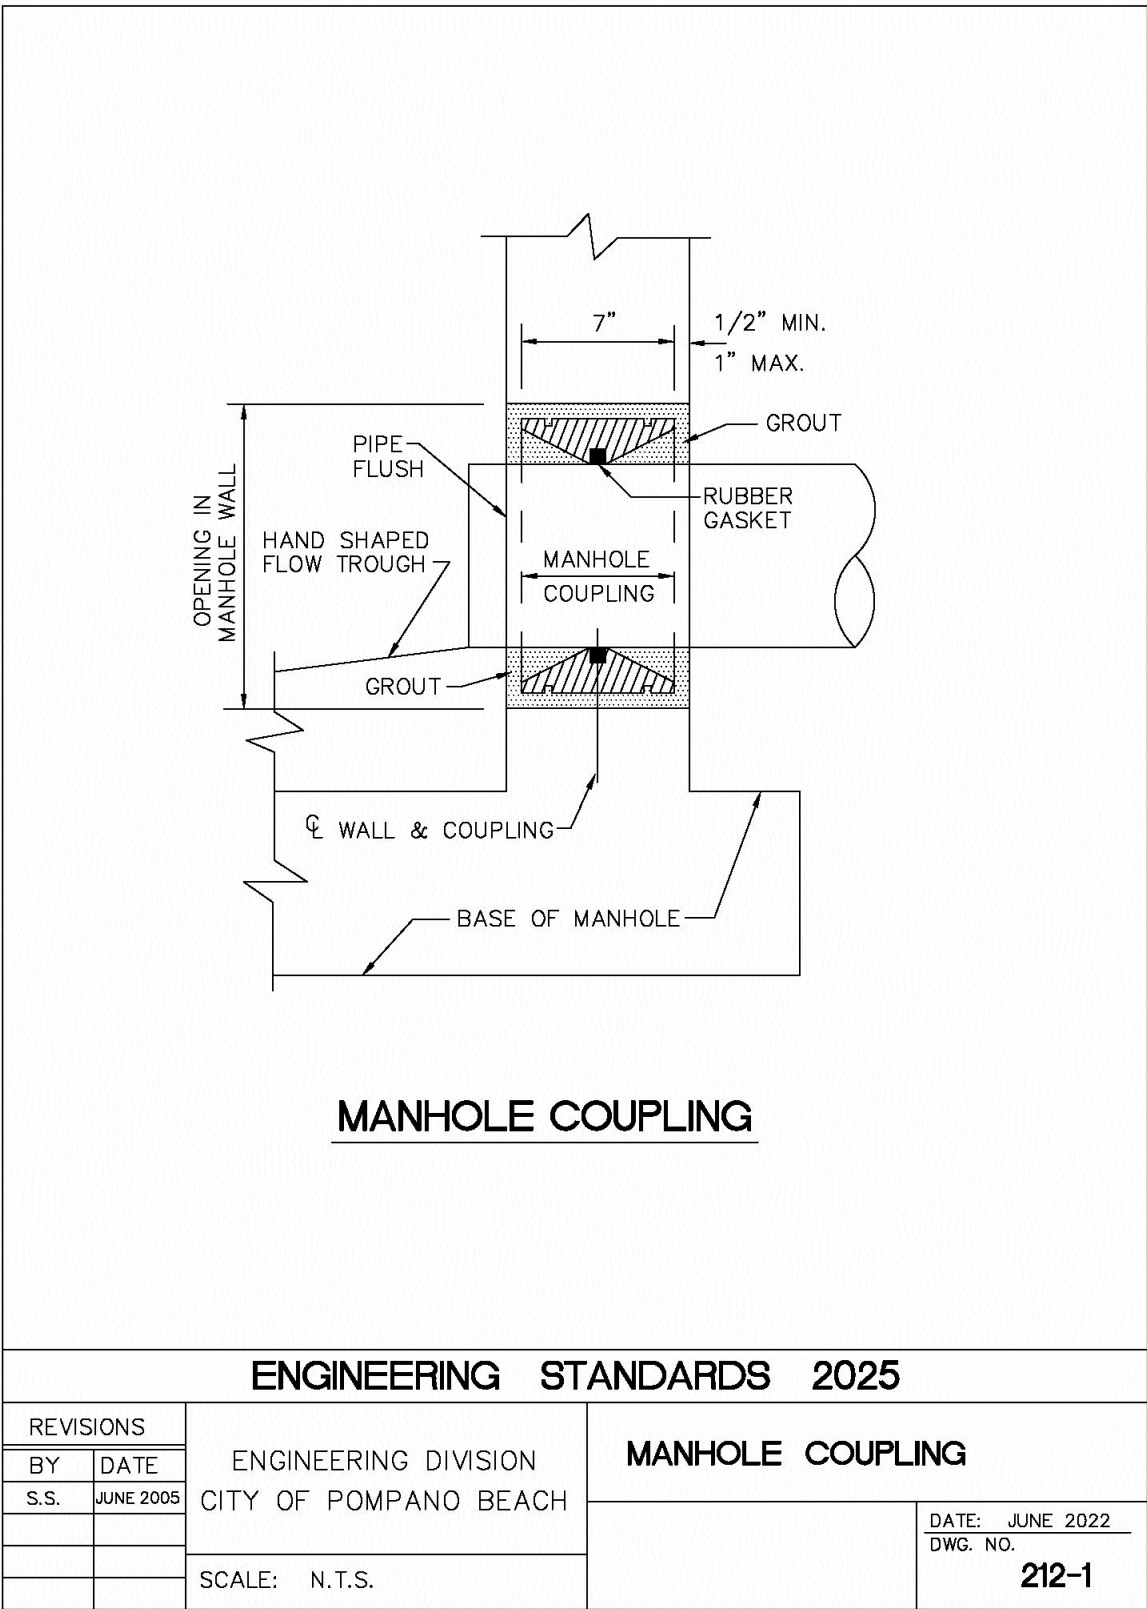 7”
1/2” MIN.
1” MAX.
GROUT
PIPE
FLUSH
RUBBER
GASKET
OPENING IN
MANHOLE WALL
HAND SHAPED
FLOW TROUGH
MANHOLE
COUPLING
GROUT
℄ WALL & COUPLING
BASE OF MANHOLE
MANHOLE COUPLING
ENGINEERING STANDARDS 2025
REVISIONS
BY DATE
S.S. JUNE 2005
ENGINEERING DIVISION
CITY OF POMPANO BEACH
SCALE: N.T.S.
MANHOLE COUPLING
DATE: JUNE 2022
DWG. NO.
212-1